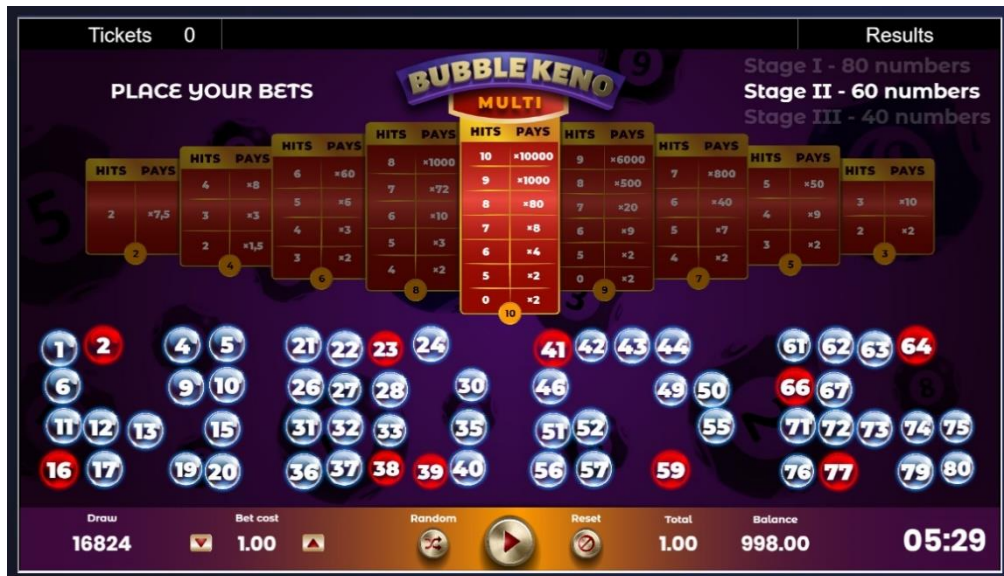 Tickets 0 Results
PLACE YOUR BETS
BUBBLE KENO
MULTI
Stage I - 80 numbers
Stage II - 60 numbers
Stage III - 40 numbers
HITS PAYS
2 ×7,5
2
HITS PAYS
4 ×8
3 ×3
2 ×1,5
4
HITS PAYS
6 ×60
5 ×6
4 ×3
3 ×2
6
HITS PAYS
8 ×1000
7 ×72
6 ×10
5 ×3
4 ×2
8
HITS PAYS
10 ×10000
9 ×1000
8 ×80
7 ×8
6 ×4
5 ×2
0 ×2
10
HITS PAYS
9 ×6000
8 ×500
7 ×20
6 ×9
5 ×2
0 ×2
9
HITS PAYS
7 ×800
6 ×40
5 ×7
4 ×2
7
HITS PAYS
5 ×50
4 ×9
3 ×2
5
HITS PAYS
3 ×10
2 ×2
3
1 2 4 5 21 22 23 24 41 42 43 44 61 62 63 64
6 9 10 26 27 28 30 46 49 50 66 67
11 12 13 15 31 32 33 35 51 52 55 71 72 73 74 75
16 17 19 20 36 37 38 39 40 56 57 59 76 77 79 80
Draw Bet cost Random Reset Total Balance
16824 1.00 1.00 998.00 05:29